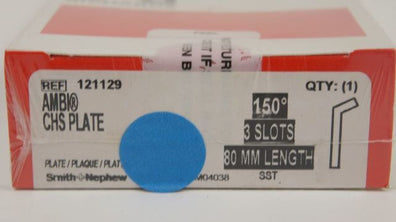 REF 121129
AMBI®
CHS PLATE
150°
3 SLOTS
80 MM LENGTH
SST
QTY: (1)
PLATE / PLAQUE / PLAT
Smith+Nephew
M04038